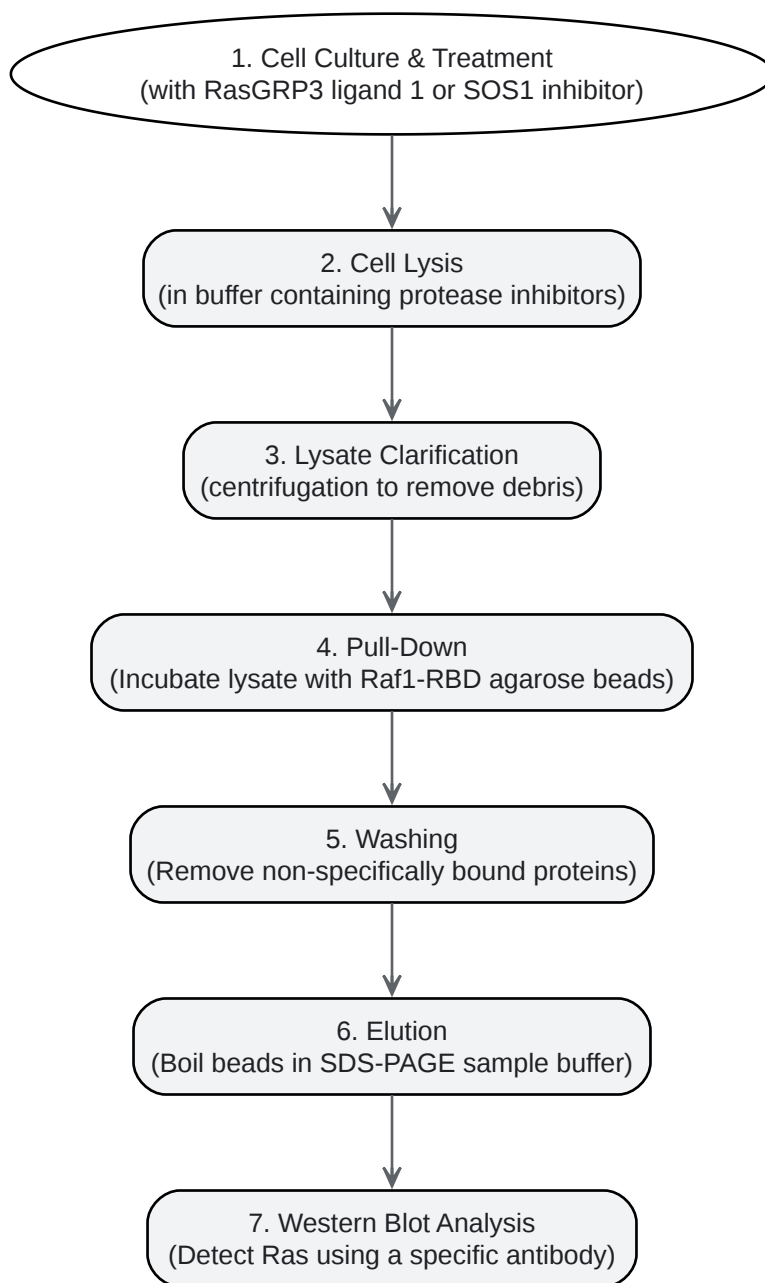 1. Cell Culture & Treatment
(with RasGRP3 ligand 1 or SOS1 inhibitor)
2. Cell Lysis
(in buffer containing protease inhibitors)
3. Lysate Clarification
(centrifugation to remove debris)
4. Pull-Down
(Incubate lysate with Raf1-RBD agarose beads)
5. Washing
(Remove non-specifically bound proteins)
6. Elution
(Boil beads in SDS-PAGE sample buffer)
7. Western Blot Analysis
(Detect Ras using a specific antibody)